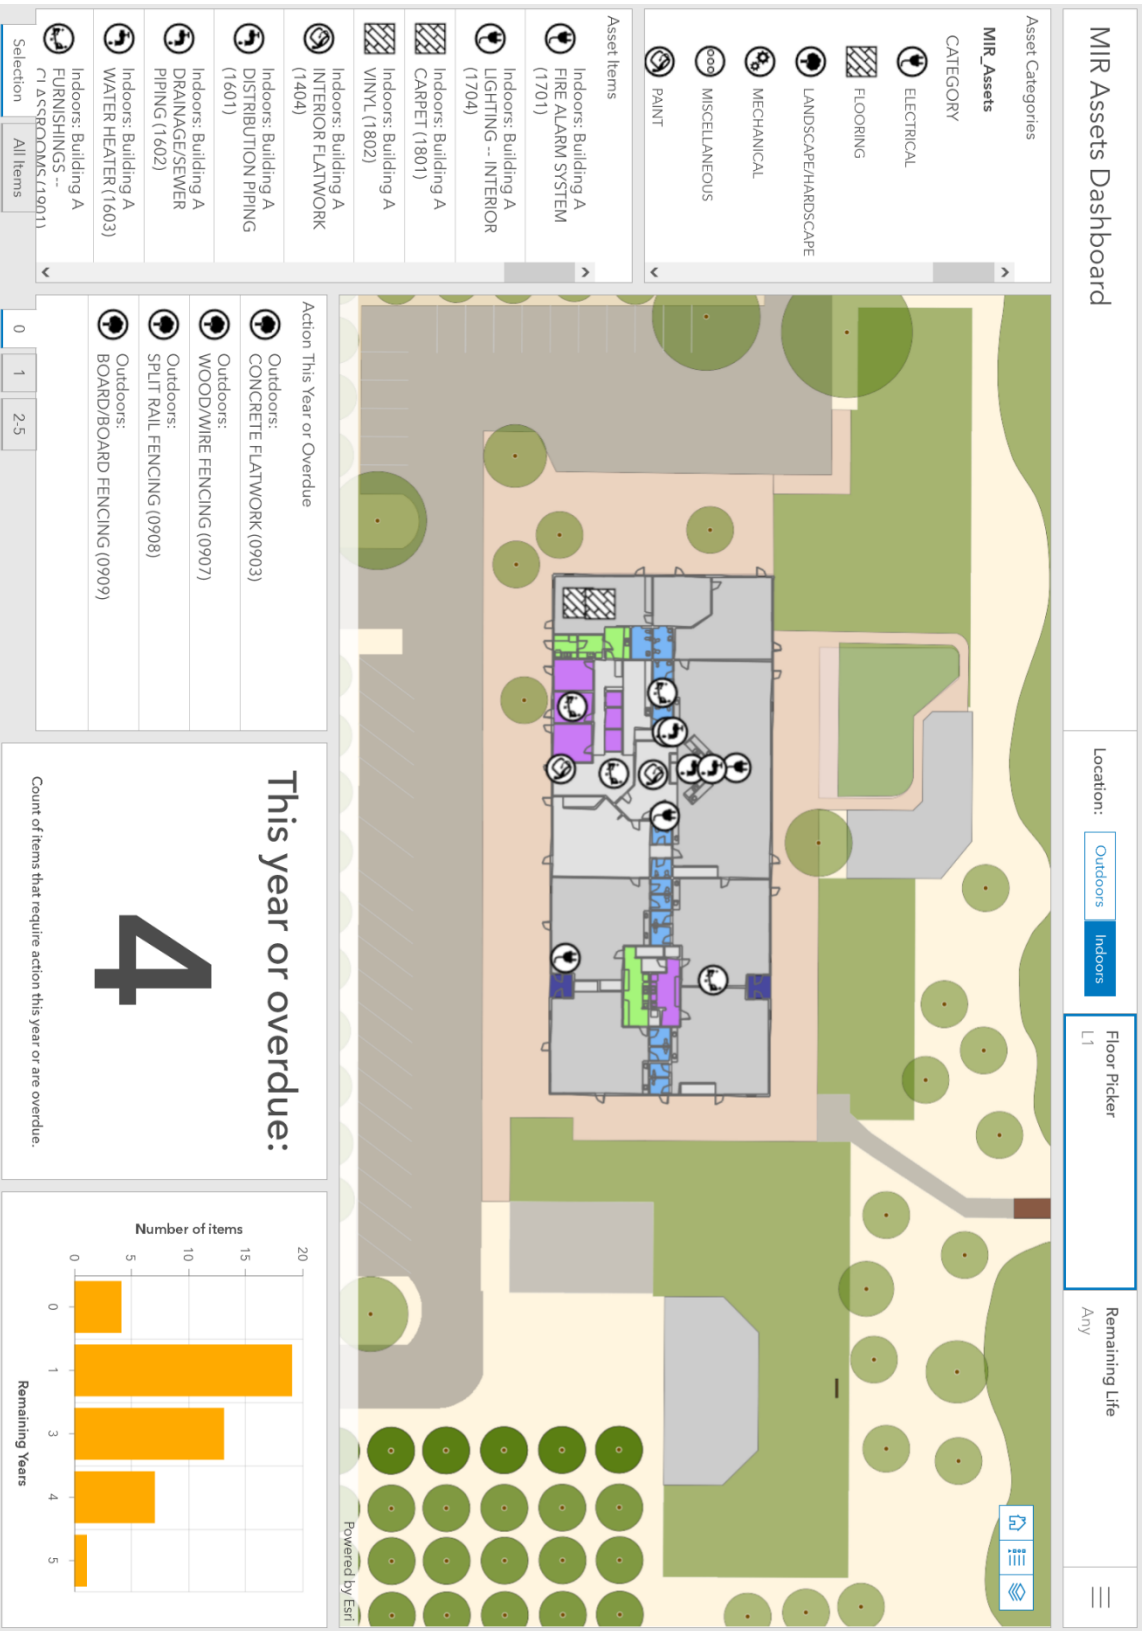 MIR Assets Dashboard
Location:
Outdoors
Indoors
Floor Picker
L1
Remaining Life
Any
Asset Categories
MIR_Assets
CATEGORY
ELECTRICAL
FLOORING
LANDSCAPE/HARDSCAPE
MECHANICAL
MISCELLANEOUS
PAINT
Asset Items
Indoors: Building A
FIRE ALARM SYSTEM
(1701)
Indoors: Building A
LIGHTING -- INTERIOR
(1704)
Indoors: Building A
CARPET (1801)
Indoors: Building A
VINYL (1802)
Indoors: Building A
INTERIOR FLATWORK
(1404)
Indoors: Building A
DISTRIBUTION PIPING
(1601)
Indoors: Building A
DRAINAGE/SEWER
PIPING (1602)
Indoors: Building A
WATER HEATER (1603)
Indoors: Building A
FURNISHINGS --
CLASSROOMS (1901)
Selection
All Items
Powered by Esri
Action This Year or Overdue
Outdoors:
CONCRETE FLATWORK (0903)
Outdoors:
WOOD/WIRE FENCING (0907)
Outdoors:
SPLIT RAIL FENCING (0908)
Outdoors:
BOARD/BOARD FENCING (0909)
0
1
2-5
This year or overdue:
4
Count of items that require action this year or are overdue.
Number of items
20
15
10
5
0
0
1
3
4
5
Remaining Years